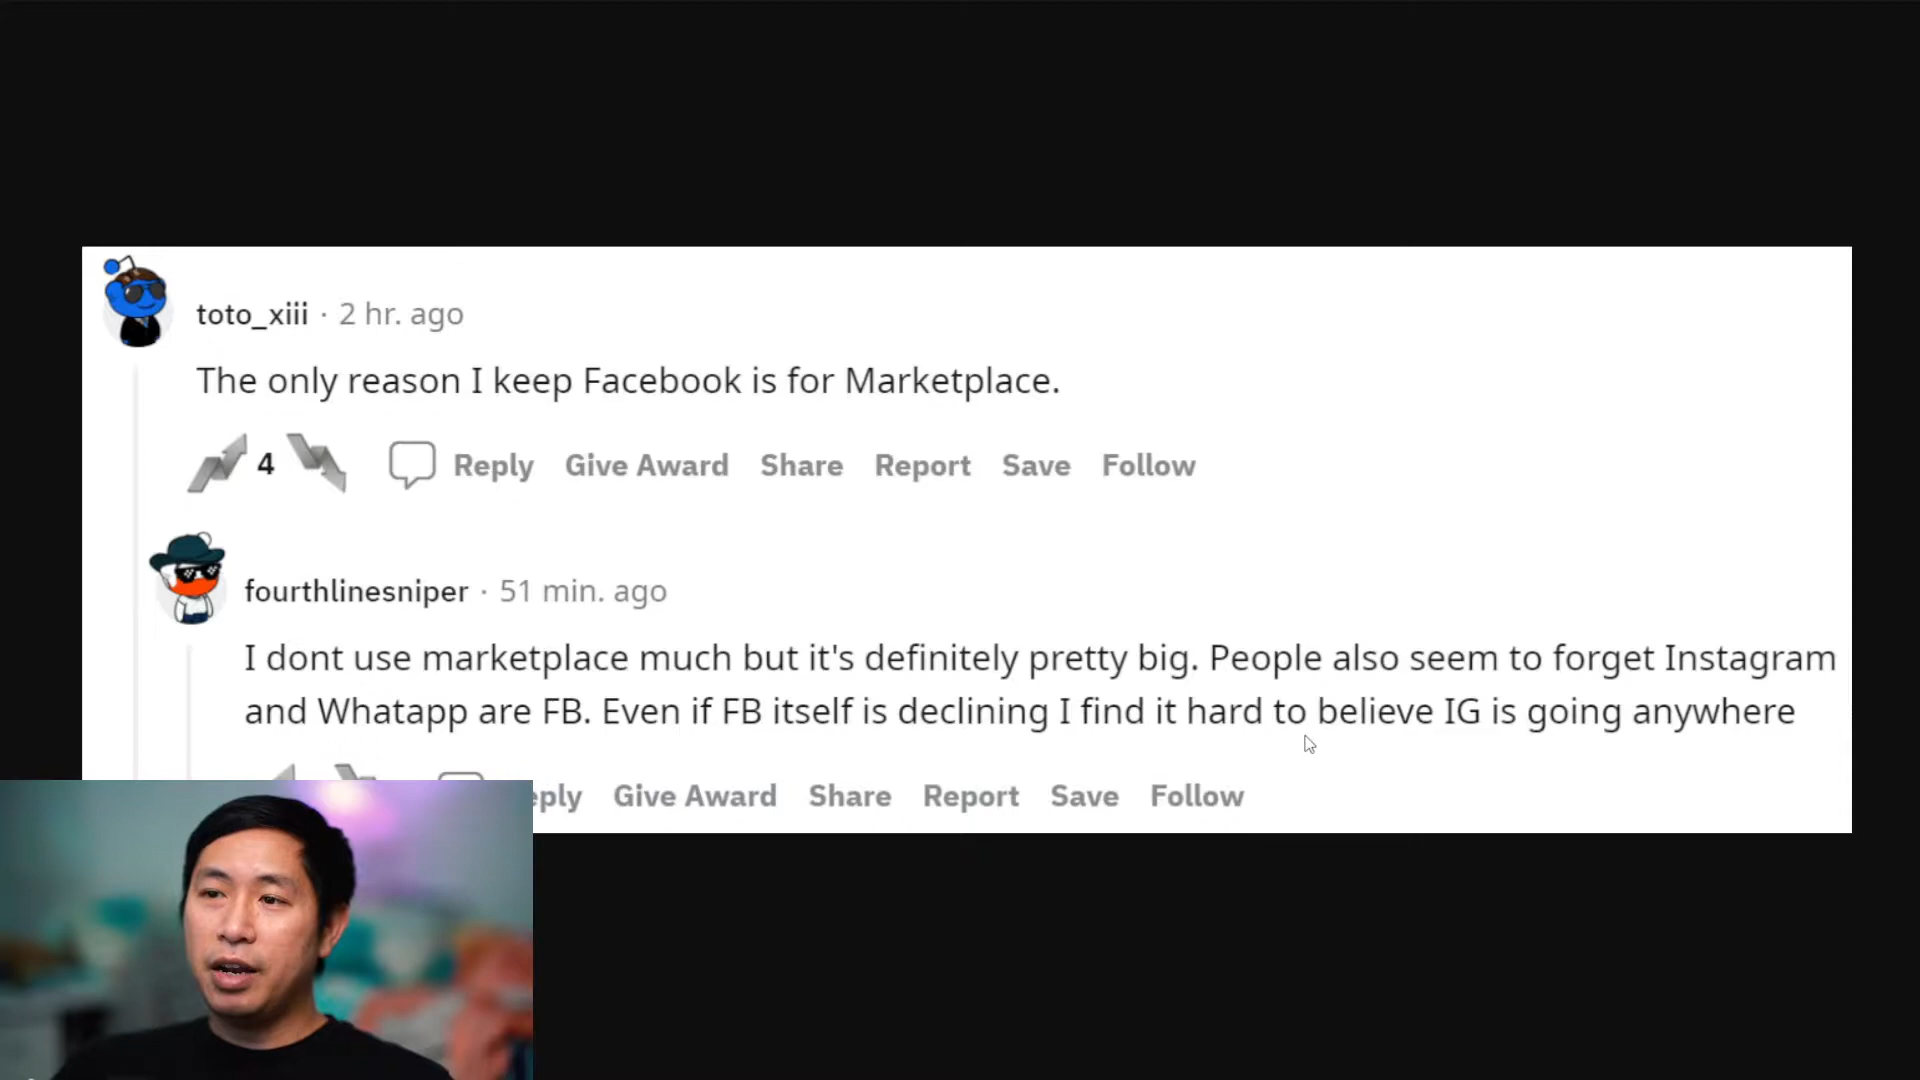 toto_xiii · 2 hr. ago
The only reason I keep Facebook is for Marketplace.
4 Reply Give Award Share Report Save Follow
fourthlinesniper · 51 min. ago
I dont use marketplace much but it's definitely pretty big. People also seem to forget Instagram
and Whatapp are FB. Even if FB itself is declining I find it hard to believe IG is going anywhere
eply Give Award Share Report Save Follow